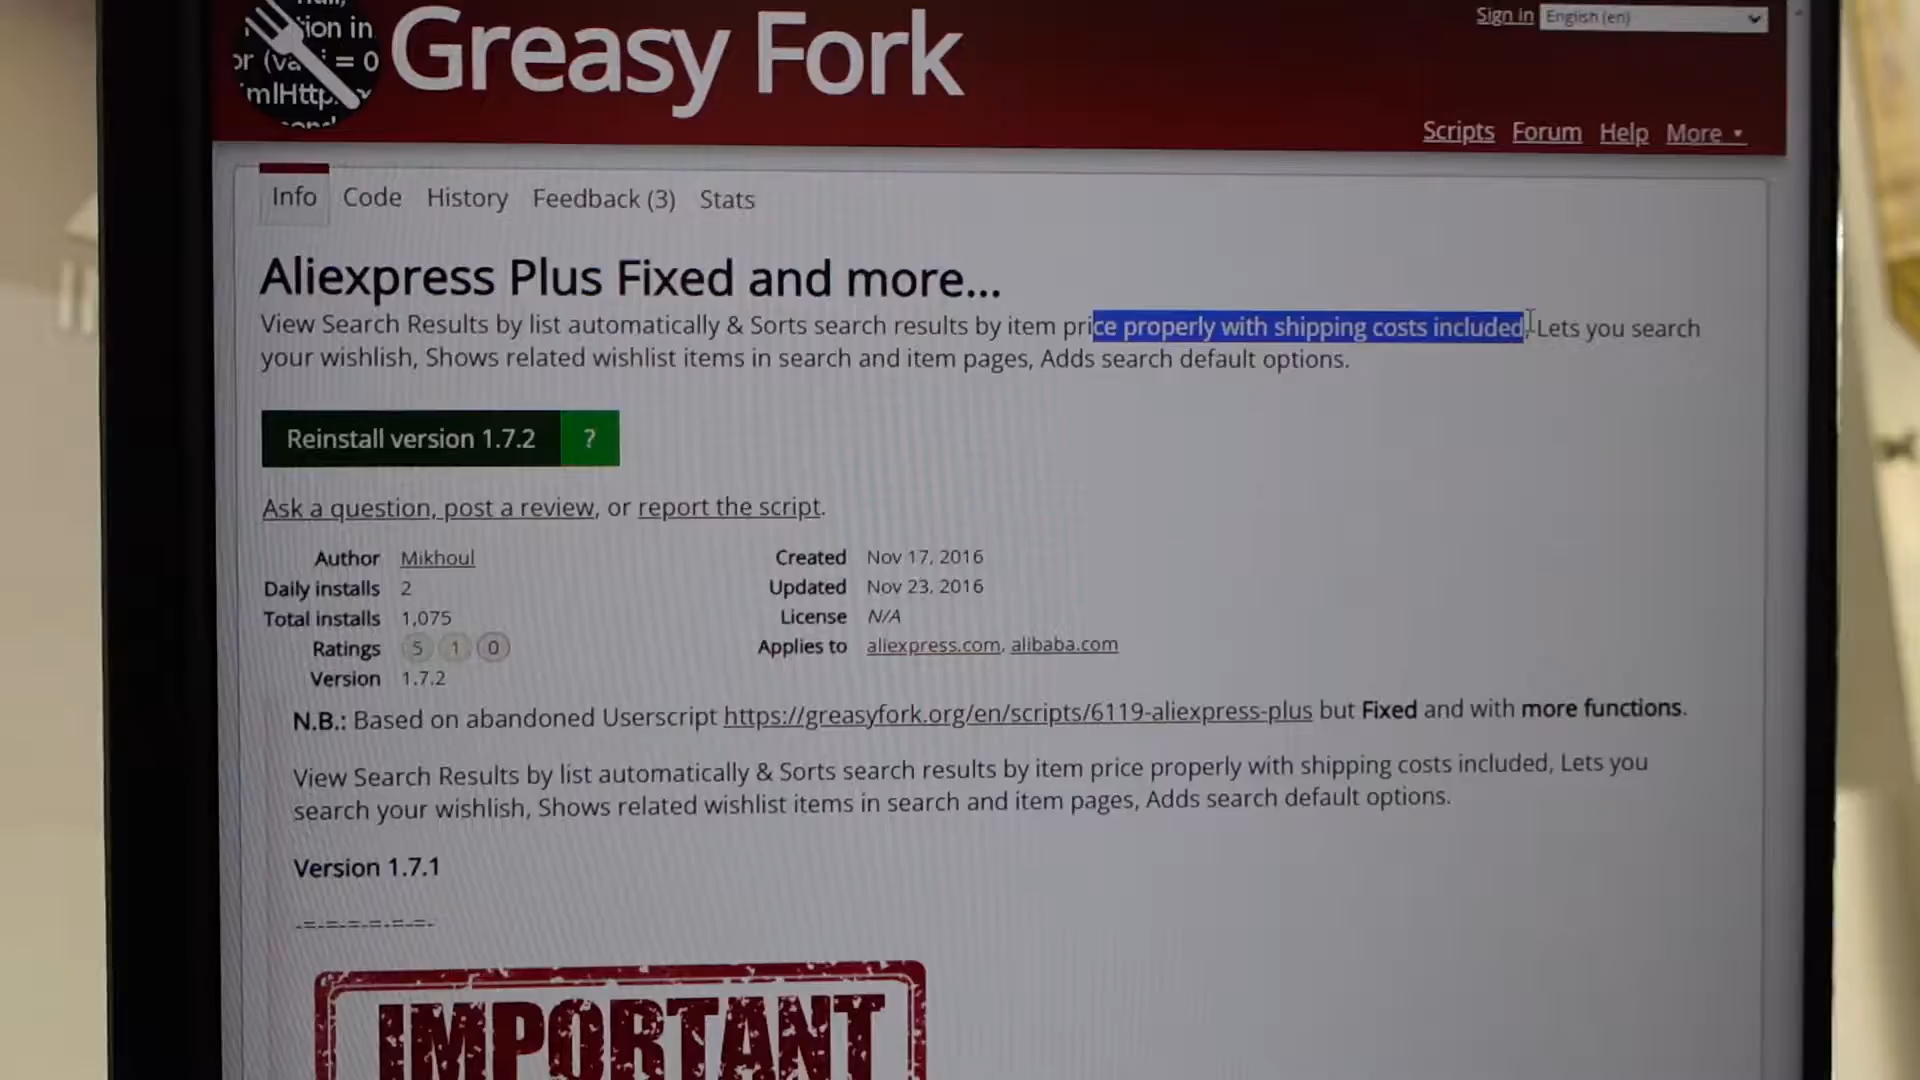 ion in
or (va i = 0
mlHttp
Greasy Fork
Sign in English (en)
Scripts Forum Help More
Info Code History Feedback (3) Stats
Aliexpress Plus Fixed and more...
View Search Results by list automatically & Sorts search results by item price properly with shipping costs included, Lets you search
your wishlish, Shows related wishlist items in search and item pages, Adds search default options.
Reinstall version 1.7.2 ?
Ask a question, post a review, or report the script.
Author Mikhoul Created Nov 17, 2016
Daily installs 2 Updated Nov 23, 2016
Total installs 1,075 License N/A
Ratings 5 1 0 Applies to aliexpress.com, alibaba.com
Version 1.7.2
N.B.: Based on abandoned Userscript https://greasyfork.org/en/scripts/6119-aliexpress-plus but Fixed and with more functions.
View Search Results by list automatically & Sorts search results by item price properly with shipping costs included, Lets you
search your wishlish, Shows related wishlist items in search and item pages, Adds search default options.
Version 1.7.1
-=-=-=-=-=-=-
IMPORTANT